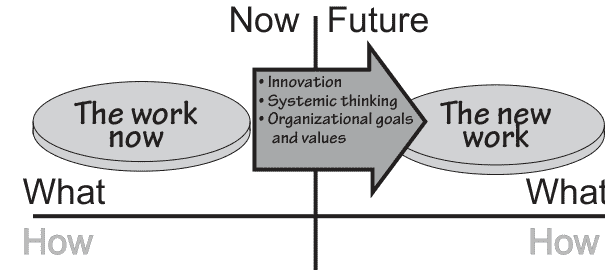 Now Future
• Innovation
• Systemic thinking
• Organizational goals
and values
The work
now
The new
work
What What
How How